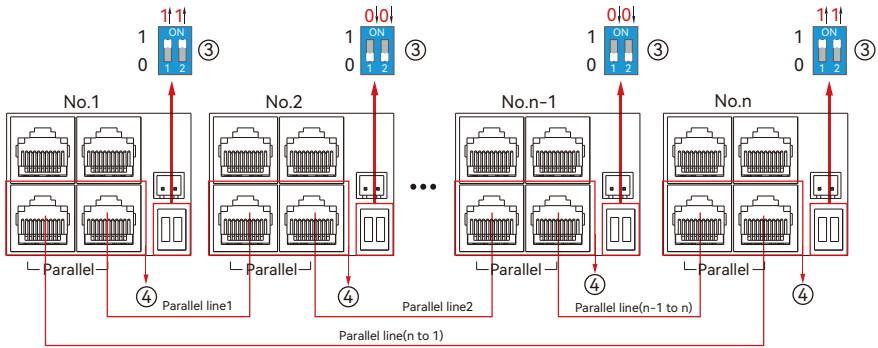 1 1 0 0 0 0 1 1
1 ON ③ 1 ON ③ 1 ON ③ 1 ON ③
0 1 2 0 1 2 0 1 2 0 1 2
No.1 No.2 No.n-1 No.n
•••
Parallel Parallel Parallel Parallel
④ ④ ④ ④
Parallel line1 Parallel line2 Parallel line(n-1 to n)
Parallel line(n to 1)